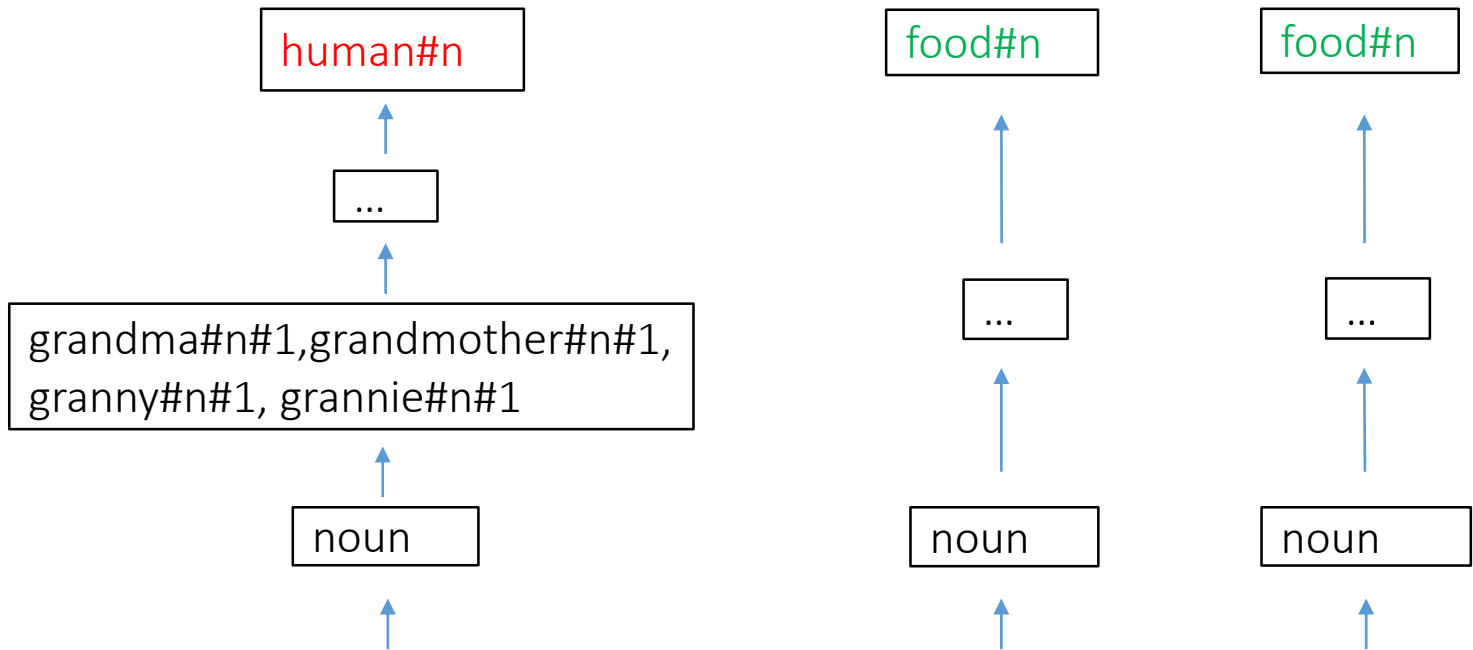 human#n
food#n
food#n
...
...
...
grandma#n#1,grandmother#n#1,
granny#n#1, grannie#n#1
noun
noun
noun